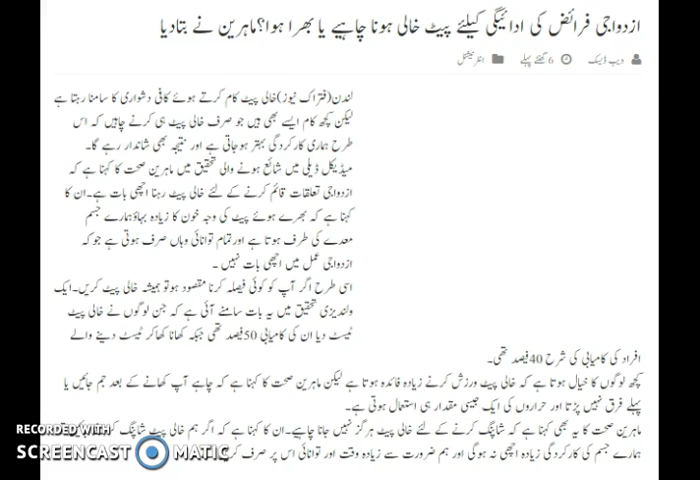 ازدواجی فرائض کی ادائیگی کیلئے پیٹ خالی ہونا چاہیے یا بھرا ہوا؟ماہرین نے بتادیا
ویب ڈیسک 6 گھنٹے پہلے انٹرنیشنل
لندن(فتراک نیوز)خالی پیٹ کام کرتے ہوئے کافی دشواری کا سامنا رہتا ہے
لیکن کچھ کام ایسے بھی ہیں جو صرف خالی پیٹ ہی کرنے چاہیں کہ اس
طرح ہماری کارکردگی بہتر ہوجاتی ہے اور نتیجہ بھی شاندار رہے گا۔
میڈیکل ڈیلی میں شائع ہونے والی تحقیق میں ماہرین صحت کا کہنا ہے کہ
ازدواجی تعلقات قائم کرنے کے لئے خالی پیٹ رہنا اچھی بات ہے۔ان کا
کہنا ہے کہ بھرے ہوئے پیٹ کی وجہ خون کا زیادہ بہاؤہمارے جسم
معدے کی طرف ہوتا ہے اورتمام توانائی وہاں صرف ہوتی ہے جو کہ
ازدواجی عمل میں اچھی بات نہیں ۔
اسی طرح اگر آپ کو کوئی فیصلہ کرنا مقصود ہوتو ہمیشہ خالی پیٹ کریں۔ایک
ولندیزی تحقیق میں یہ بات سامنے آئی ہے کہ جن لوگوں نے خالی پیٹ
ٹیسٹ دیا ان کی کامیابی 50فیصد تھی جبکہ کھانا کھاکر ٹیسٹ دینے والے
افراد کی کامیابی کی شرح 40فیصد تھی۔
کچھ لوگوں کا خیال ہوتا ہے کہ خالی پیٹ ورزش کرنے زیادہ فائدہ ہوتا ہے لیکن ماہرین صحت کا کہنا ہے کہ چاہے آپ کھانے کے بعد جم جائیں یا
پہلے فرق نہیں پڑتا اور حراروں کی ایک جیسی مقدار ہی استعمال ہوتی ہے۔
ماہرین صحت کا یہ بھی کہنا ہے کہ شاپنگ کرنے کے لئے خالی پیٹ ہرگز نہیں جانا چاہیے۔ان کا کہنا ہے کہ اگر ہم خالی پیٹ شاپنگ
ہمارے جسم کی کارکردگی زیادہ اچھی نہ ہوگی اور ہم ضرورت سے زیادہ وقت اور توانائی اس پر صرف
RECORDED WITH
SCREENCAST MATIC